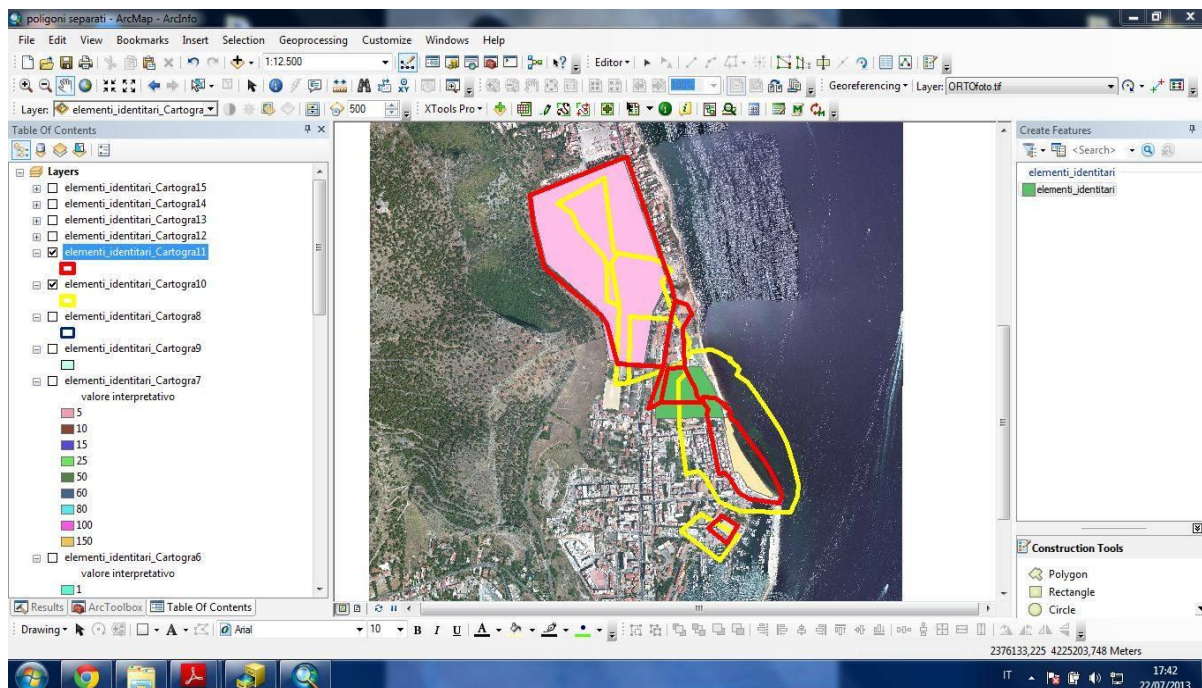 poligoni separati - ArcMap - ArcInfo
File Edit View Bookmarks Insert Selection Geoprocessing Customize Windows Help
1:12.500
Editor
100%
Georeferencing
Layer: ORTOfoto.tif
Layer: elementi_identitari_Cartogra
500
XTools Pro
Table Of Contents
Layers
elementi_identitari_Cartogra15
elementi_identitari_Cartogra14
elementi_identitari_Cartogra13
elementi_identitari_Cartogra12
elementi_identitari_Cartogra11
elementi_identitari_Cartogra10
elementi_identitari_Cartogra8
elementi_identitari_Cartogra9
elementi_identitari_Cartogra7
valore interpretativo
5
10
15
25
50
60
80
100
150
elementi_identitari_Cartogra6
valore interpretativo
1
Results ArcToolbox Table Of Contents
Create Features
<Search>
elementi_identitari
elementi_identitari
Construction Tools
Polygon
Rectangle
Circle
Drawing
A
Arial
10
B I U A
2376133,225 4225203,748 Meters
IT
17:42
22/07/2013